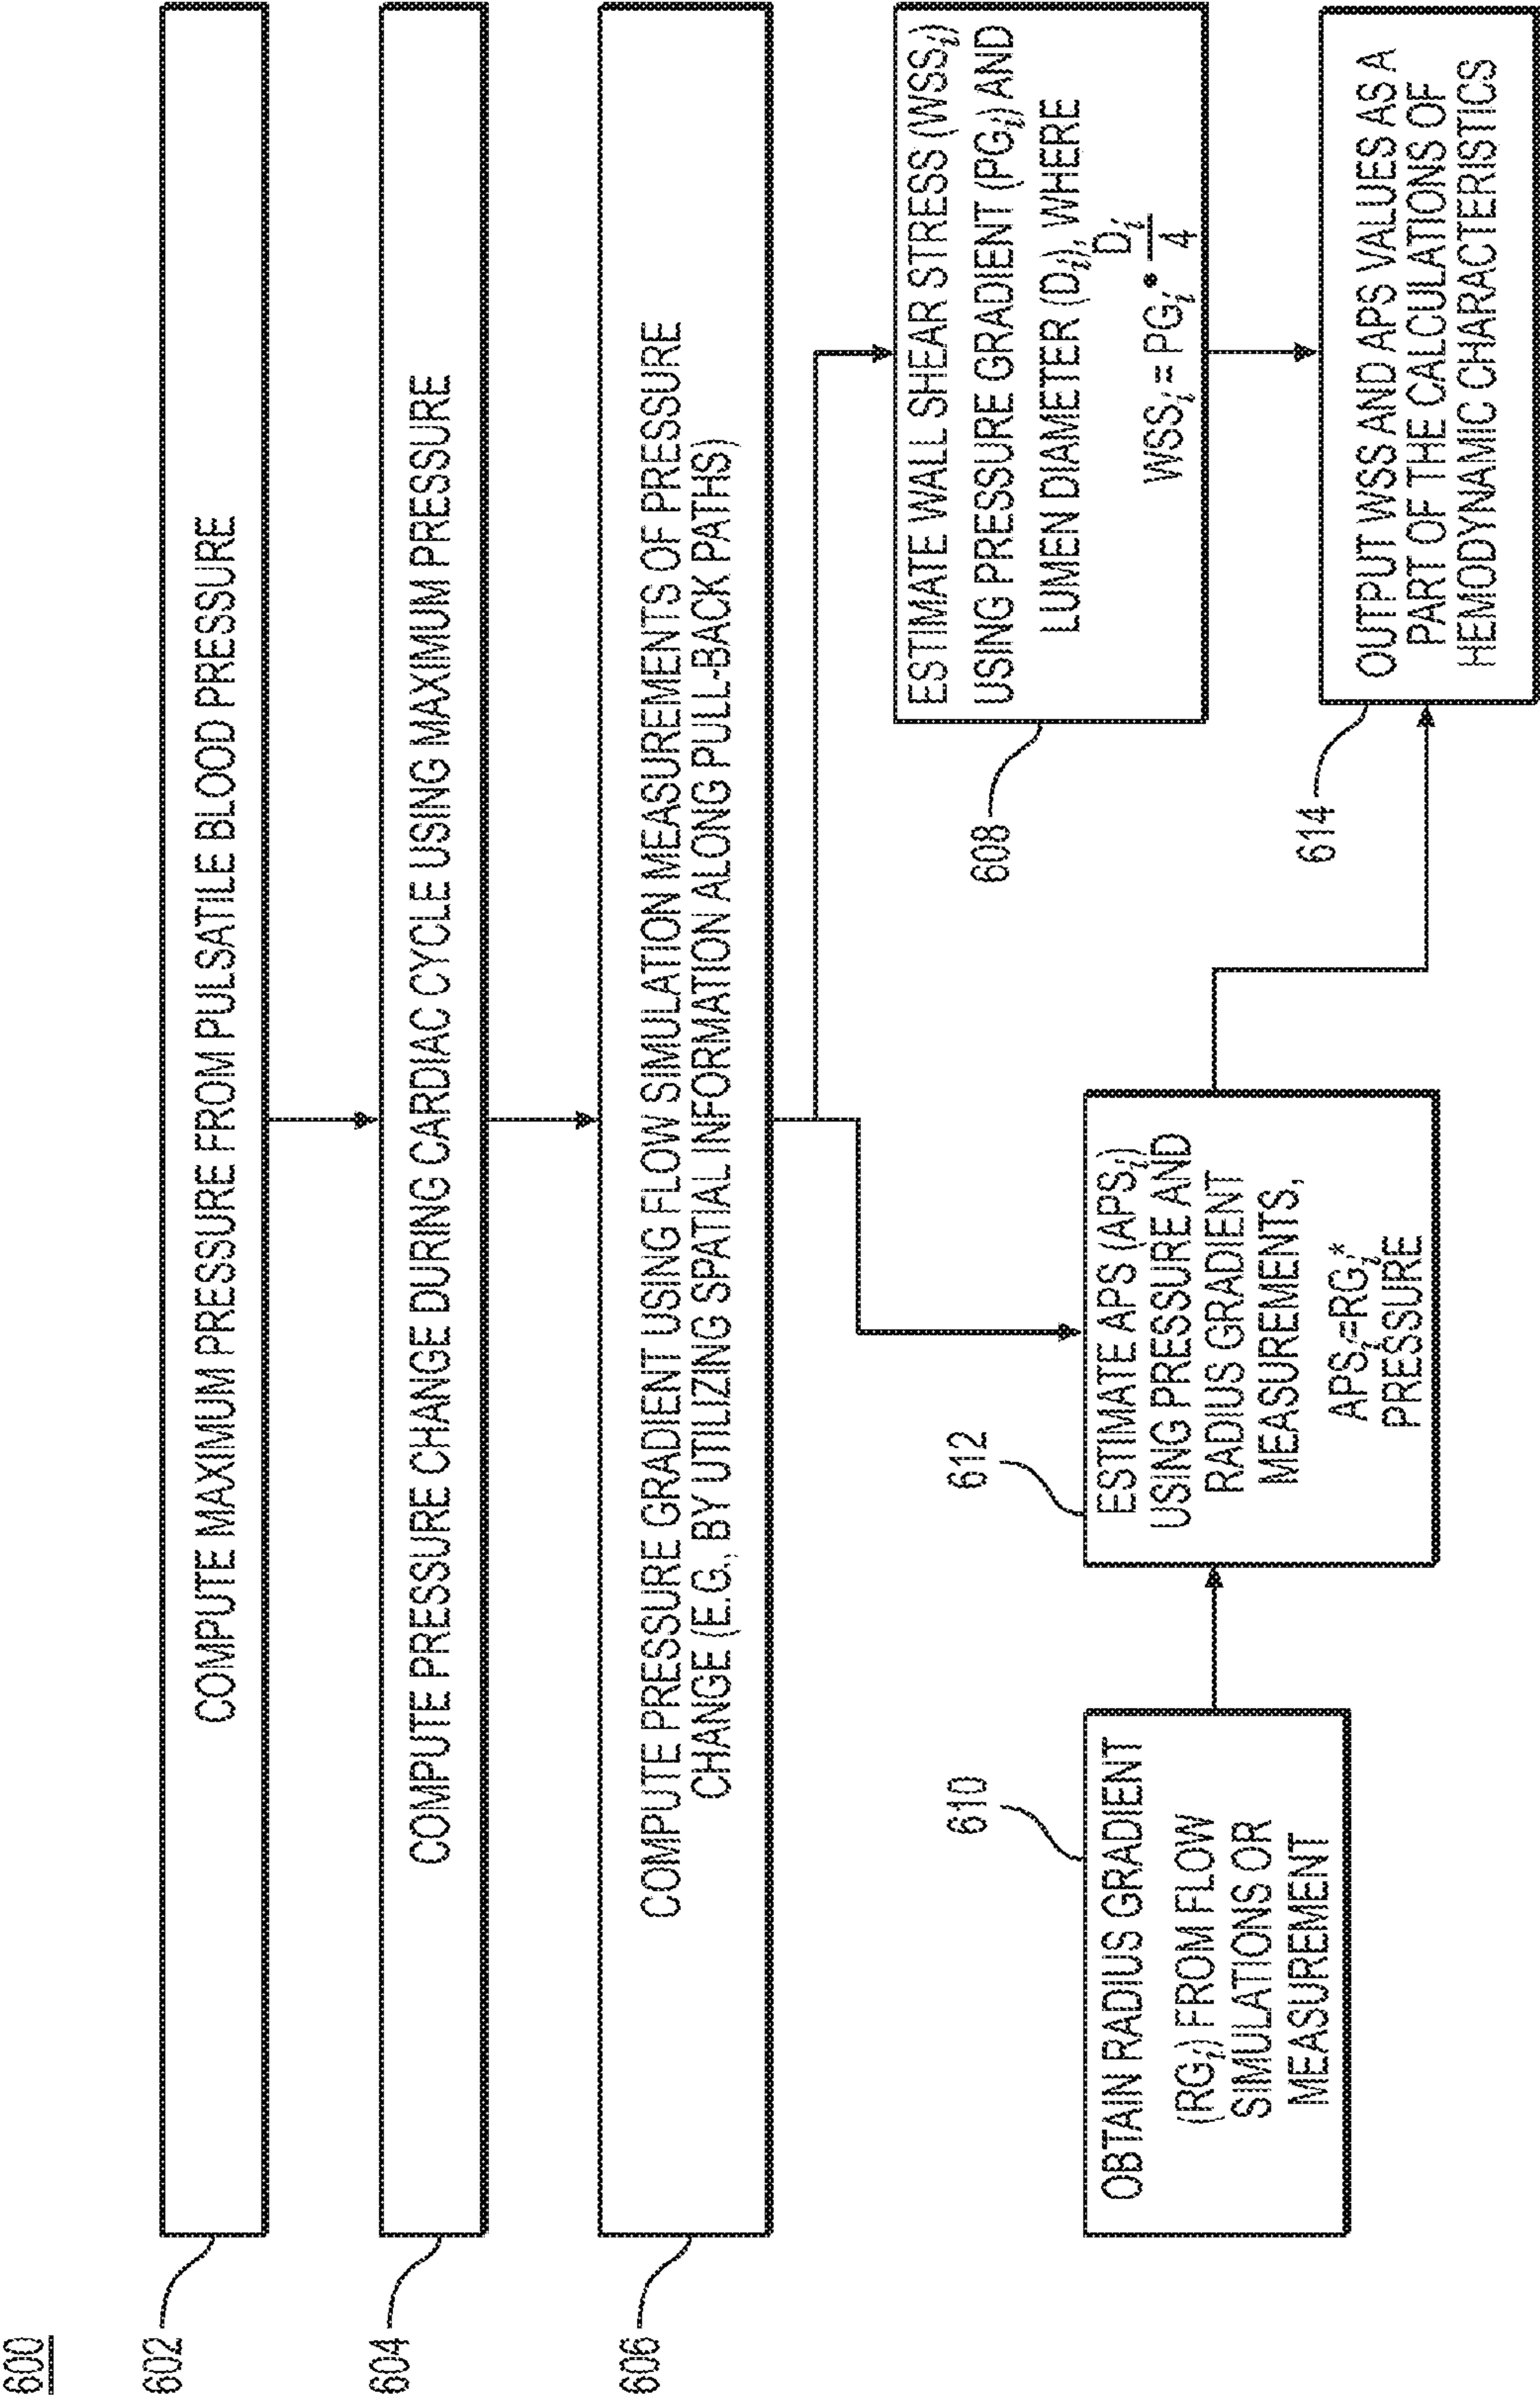 600
602
COMPUTE MAXIMUM PRESSURE FROM PULSATILE BLOOD PRESSURE
604
COMPUTE PRESSURE CHANGE DURING CARDIAC CYCLE USING MAXIMUM PRESSURE
606
COMPUTE PRESSURE GRADIENT USING FLOW SIMULATION MEASUREMENTS OF PRESSURE
CHANGE (E.G., BY UTILIZING SPATIAL INFORMATION ALONG PULL-BACK PATHS)
608
ESTIMATE WALL SHEAR STRESS (WSSi)
USING PRESSURE GRADIENT (PGi) AND
LUMEN DIAMETER (Di), WHERE
WSSi = PGi • Di/4
610
OBTAIN RADIUS GRADIENT
(RGi) FROM FLOW
SIMULATIONS OR
MEASUREMENT
612
ESTIMATE APS (APSi)
USING PRESSURE AND
RADIUS GRADIENT
MEASUREMENTS,
APSi=RGi*
PRESSURE
614
OUTPUT WSS AND APS VALUES AS A
PART OF THE CALCULATIONS OF
HEMODYNAMIC CHARACTERISTICS